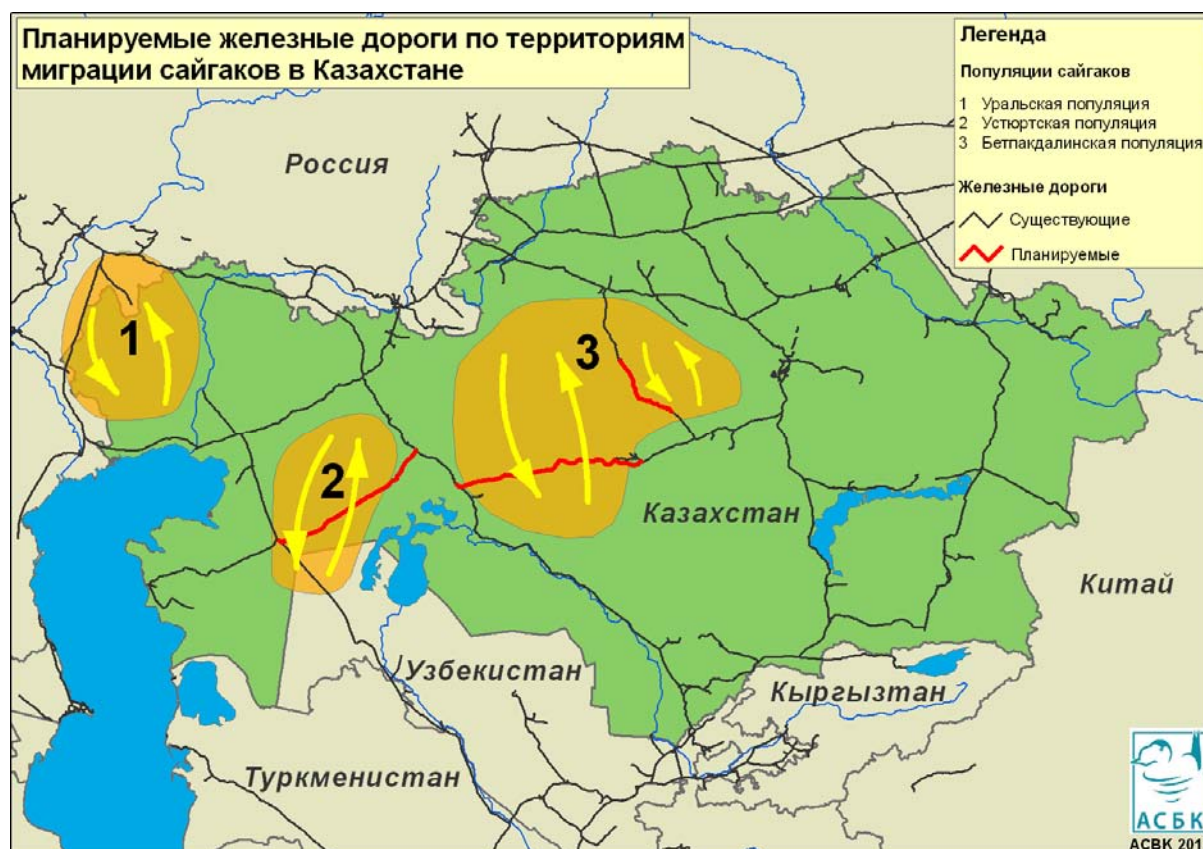 Планируемые железные дороги по территориям
миграции сайгаков в Казахстане
Легенда
Популяции сайгаков
1 Уральская популяция
2 Устюртская популяция
3 Бетпакдалинская популяция
Железные дороги
Существующие
Планируемые
Россия
1
3
2
Казахстан
Китай
Узбекистан
Кыргызтан
Туркменистан
АСБК